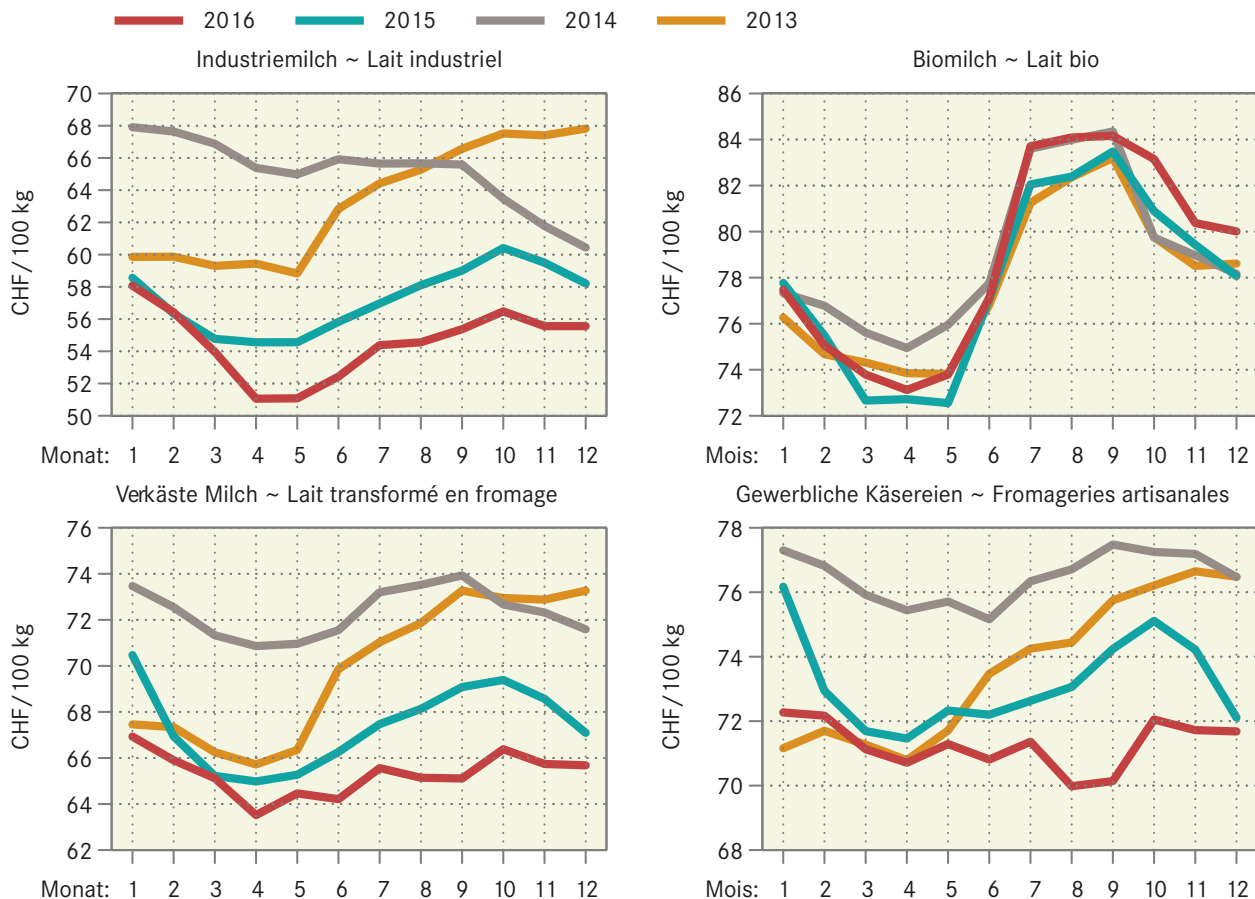 2016 2015 2014 2013
Industriemilch ~ Lait industriel
CHF/100 kg
70
68
66
64
62
60
58
56
54
52
50
Monat: 1 2 3 4 5 6 7 8 9 10 11 12
Biomilch ~ Lait bio
CHF/100 kg
86
84
82
80
78
76
74
72
Mois: 1 2 3 4 5 6 7 8 9 10 11 12
Verkäste Milch ~ Lait transformé en fromage
CHF/100 kg
76
74
72
70
68
66
64
62
Monat: 1 2 3 4 5 6 7 8 9 10 11 12
Gewerbliche Käsereien ~ Fromageries artisanales
CHF/100 kg
78
76
74
72
70
68
Mois: 1 2 3 4 5 6 7 8 9 10 11 12